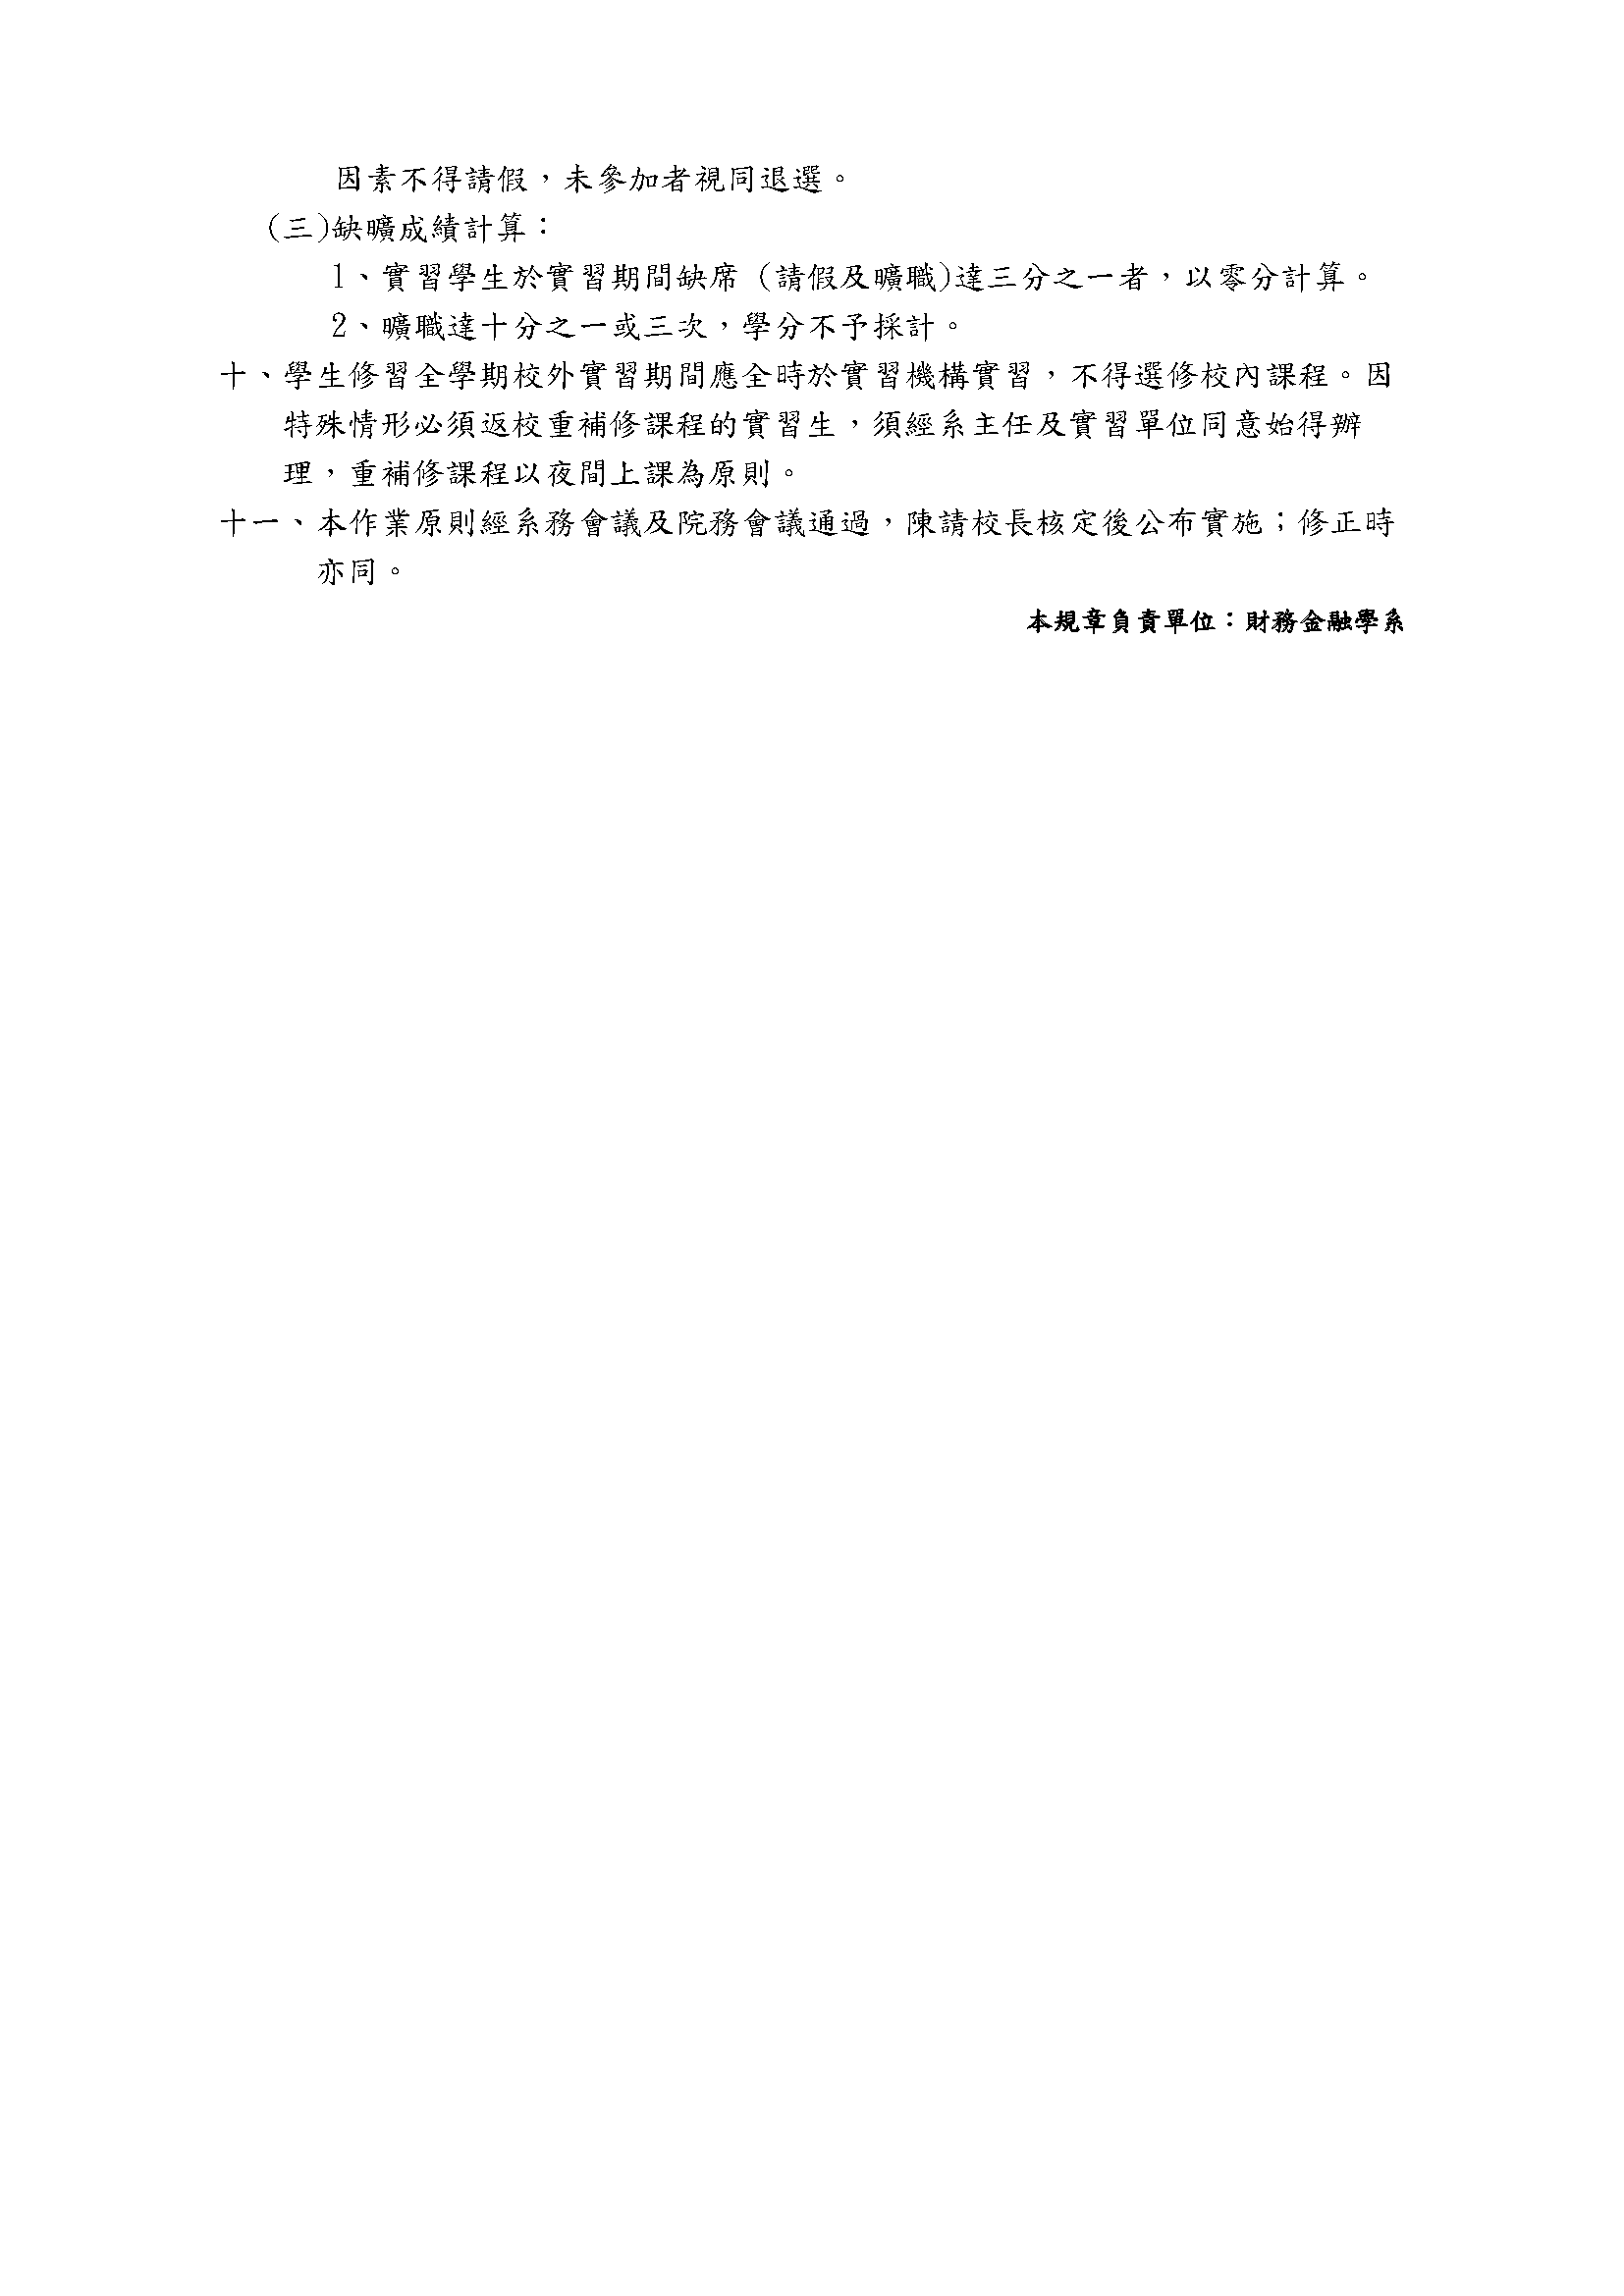 因素不得請假，未參加者視同退選。
(三)缺曠成績計算：
1、實習學生於實習期間缺席 (請假及曠職)達三分之一者，以零分計算。
2、曠職達十分之一或三次，學分不予採計。
十、學生修習全學期校外實習期間應全時於實習機構實習，不得選修校內課程。因
特殊情形必須返校重補修課程的實習生，須經系主任及實習單位同意始得辦
理，重補修課程以夜間上課為原則。
十一、本作業原則經系務會議及院務會議通過，陳請校長核定後公布實施；修正時
亦同。
本規章負責單位：財務金融學系